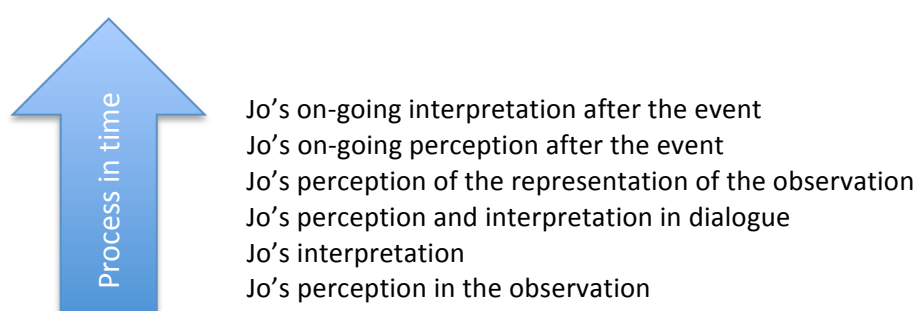 Process in time
Jo’s on-going interpretation after the event
Jo’s on-going perception after the event
Jo’s perception of the representation of the observation
Jo’s perception and interpretation in dialogue
Jo’s interpretation
Jo’s perception in the observation